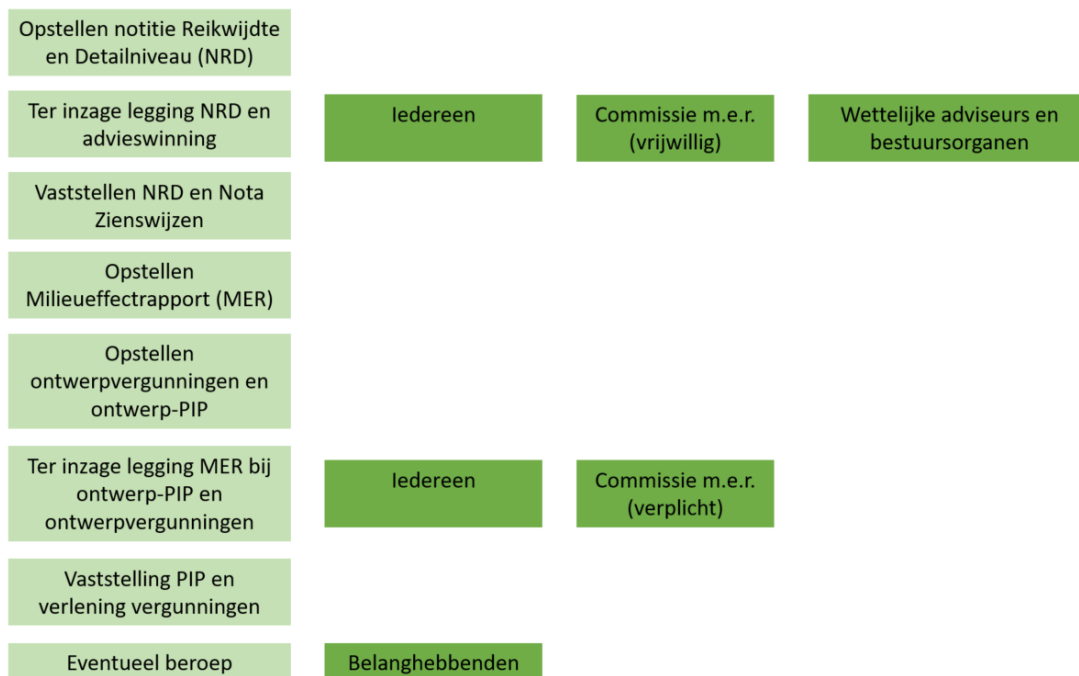 Opstellen notitie Reikwijdte
en Detailniveau (NRD)
Ter inzage legging NRD en
advieswinning
Iedereen
Commissie m.e.r.
(vrijwillig)
Wettelijke adviseurs en
bestuursorganen
Vaststellen NRD en Nota
Zienswijzen
Opstellen
Milieueffectrapport (MER)
Opstellen
ontwerpvergunningen en
ontwerp-PIP
Ter inzage legging MER bij
ontwerp-PIP en
ontwerpvergunningen
Iedereen
Commissie m.e.r.
(verplicht)
Vaststelling PIP en
verlening vergunningen
Eventueel beroep
Belanghebbenden